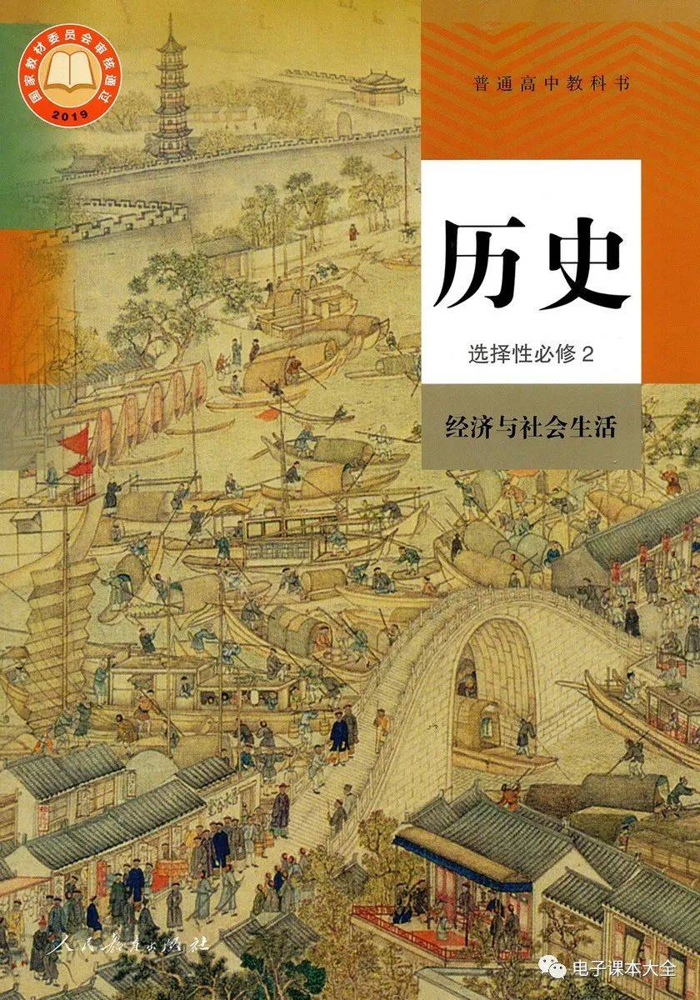 国家教材委员会审核通过
2019
普通高中教科书
历史
选择性必修2
经济与社会生活
人民教育出版社
电子课本大全